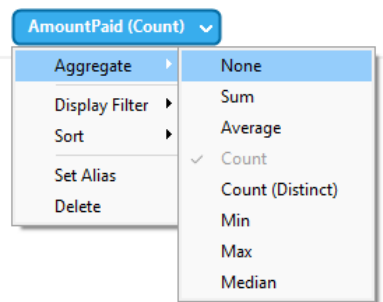 AmountPaid (Count)
Aggregate
Display Filter
Sort
Set Alias
Delete
None
Sum
Average
Count
Count (Distinct)
Min
Max
Median